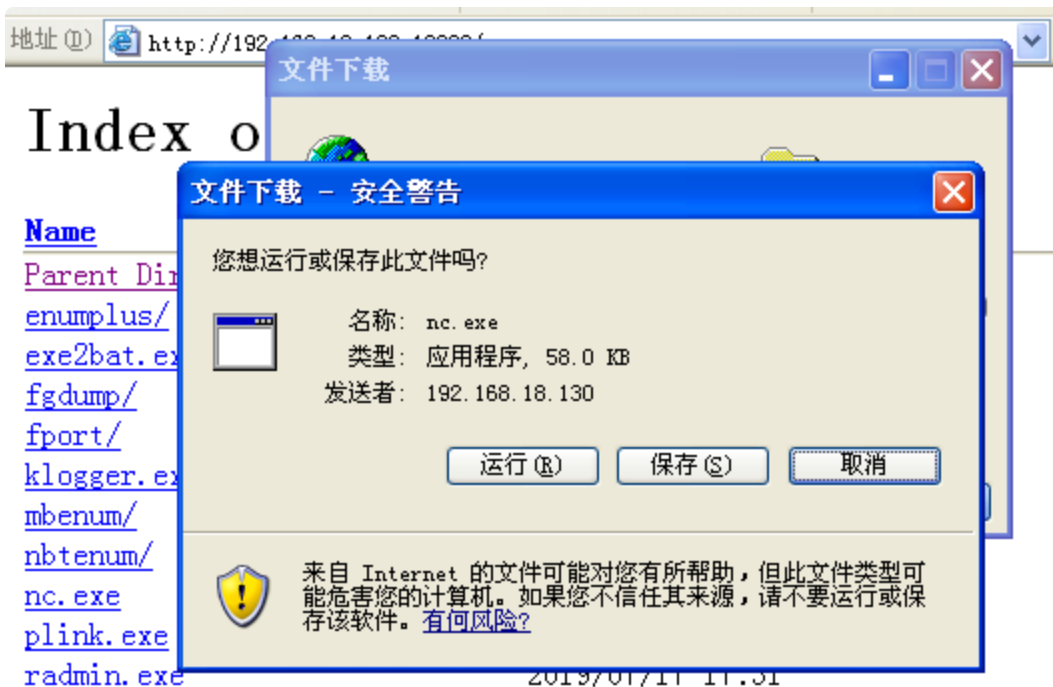 地址(D) http://192
文件下载
Index o
文件下载 - 安全警告
Name
您想运行或保存此文件吗?
Parent Dir
名称: nc.exe
enumplus/
类型: 应用程序, 58.0 KB
exe2bat.ex
发送者: 192.168.18.130
fgdump/
fport/
运行(R) 保存(S) 取消
klogger.ex
mbenum/
nbtenum/
来自 Internet 的文件可能对您有所帮助,但此文件类型可
nc.exe
能危害您的计算机。如果您不信任其来源,请不要运行或保
存该软件。有何风险?
plink.exe
radmin.exe